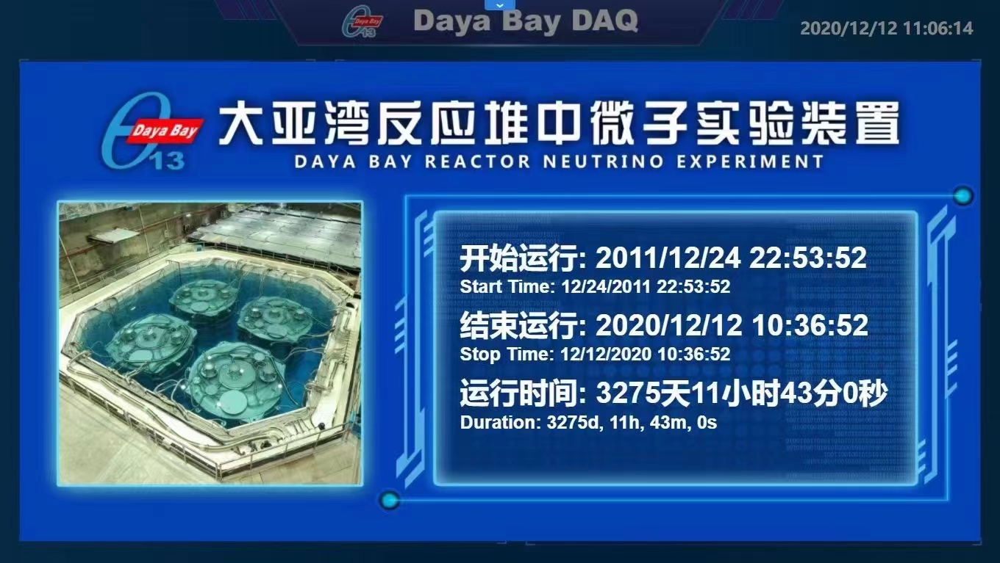 Daya Bay
13
Daya Bay DAQ
2020/12/12 11:06:14
Daya Bay
13
大亚湾反应堆中微子实验装置
DAYA BAY REACTOR NEUTRINO EXPERIMENT
开始运行: 2011/12/24 22:53:52
Start Time: 12/24/2011 22:53:52
结束运行: 2020/12/12 10:36:52
Stop Time: 12/12/2020 10:36:52
运行时间: 3275天11小时43分0秒
Duration: 3275d, 11h, 43m, 0s